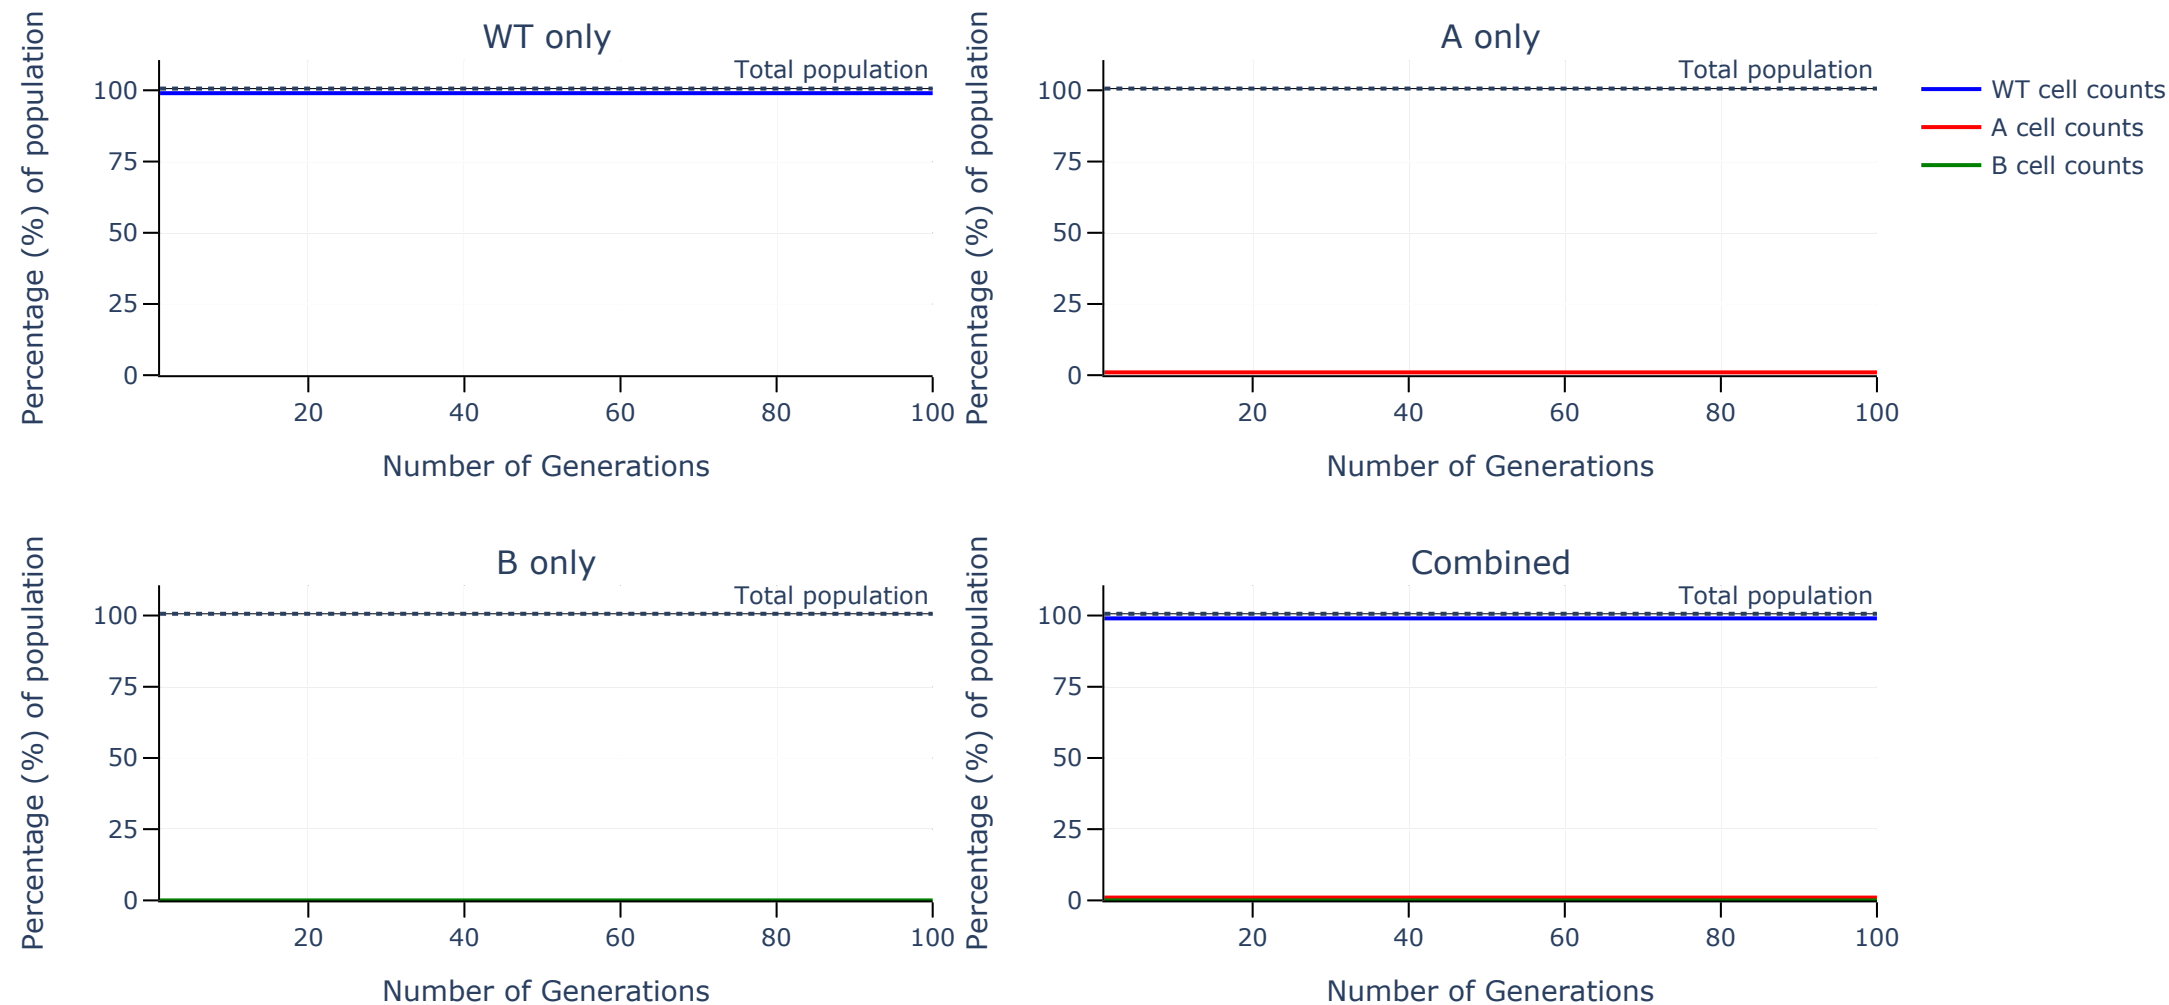 WT only
Total population
Percentage (%) of population
100
75
50
25
0
20 40 60 80 100
Number of Generations
A only
Total population
Percentage (%) of population
100
75
50
25
0
20 40 60 80 100
Number of Generations
WT cell counts
A cell counts
B cell counts
B only
Total population
Percentage (%) of population
100
75
50
25
0
20 40 60 80 100
Number of Generations
Combined
Total population
Percentage (%) of population
100
75
50
25
0
20 40 60 80 100
Number of Generations